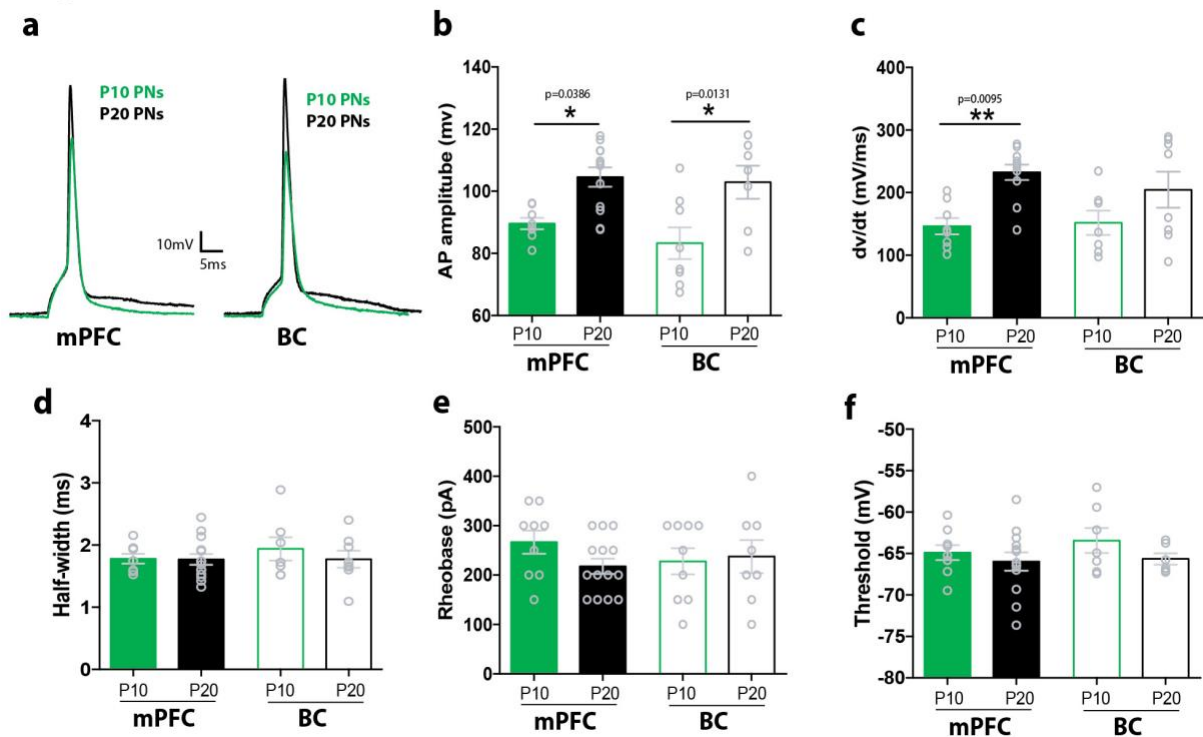 a
P10 PNs
P20 PNs
P10 PNs
P20 PNs
10mV
5ms
mPFC
BC
b
AP amplitube (mv)
140
120
100
80
60
p=0.0386
*
p=0.0131
*
P10
P20
P10
P20
mPFC
BC
c
dv/dt (mV/ms)
400
300
200
100
0
p=0.0095
**
P10
P20
P10
P20
mPFC
BC
d
Half-width (ms)
4
3
2
1
0
P10
P20
P10
P20
mPFC
BC
e
Rheobase (pA)
500
400
300
200
100
0
P10
P20
P10
P20
mPFC
BC
f
Threshold (mV)
-50
-55
-60
-65
-70
-75
-80
P10
P20
P10
P20
mPFC
BC